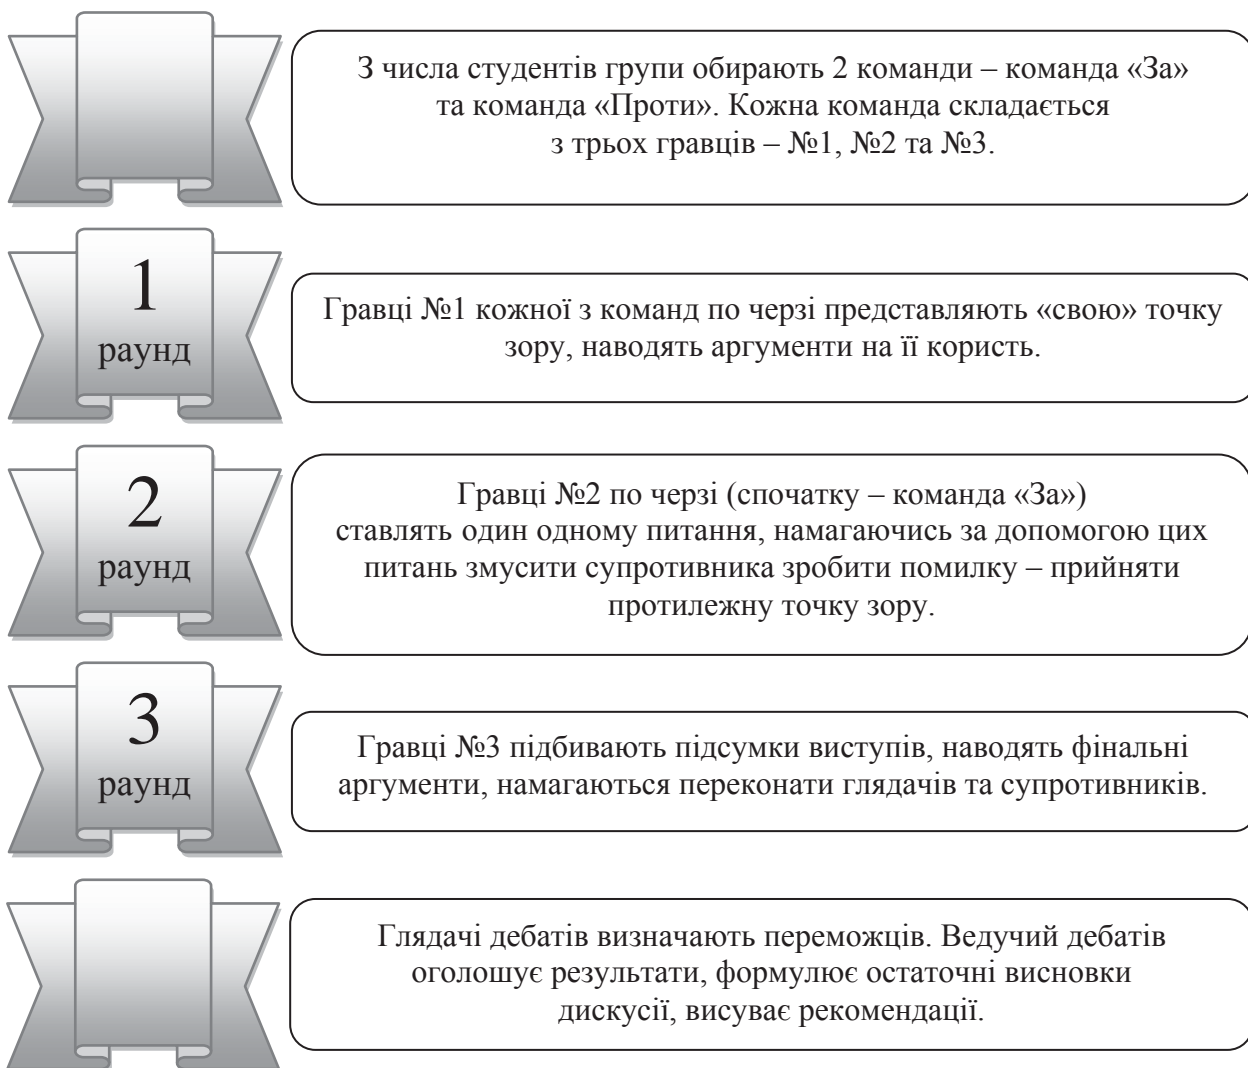 З числа студентів групи обирають 2 команди – команда «За»
та команда «Проти». Кожна команда складається
з трьох гравців – №1, №2 та №3.
1
раунд
Гравці №1 кожної з команд по черзі представляють «свою» точку
зору, наводять аргументи на її користь.
2
раунд
Гравці №2 по черзі (спочатку – команда «За»)
ставлять один одному питання, намагаючись за допомогою цих
питань змусити супротивника зробити помилку – прийняти
протилежну точку зору.
3
раунд
Гравці №3 підбивають підсумки виступів, наводять фінальні
аргументи, намагаються переконати глядачів та супротивників.
Глядачі дебатів визначають переможців. Ведучий дебатів
оголошує результати, формулює остаточні висновки
дискусії, висуває рекомендації.